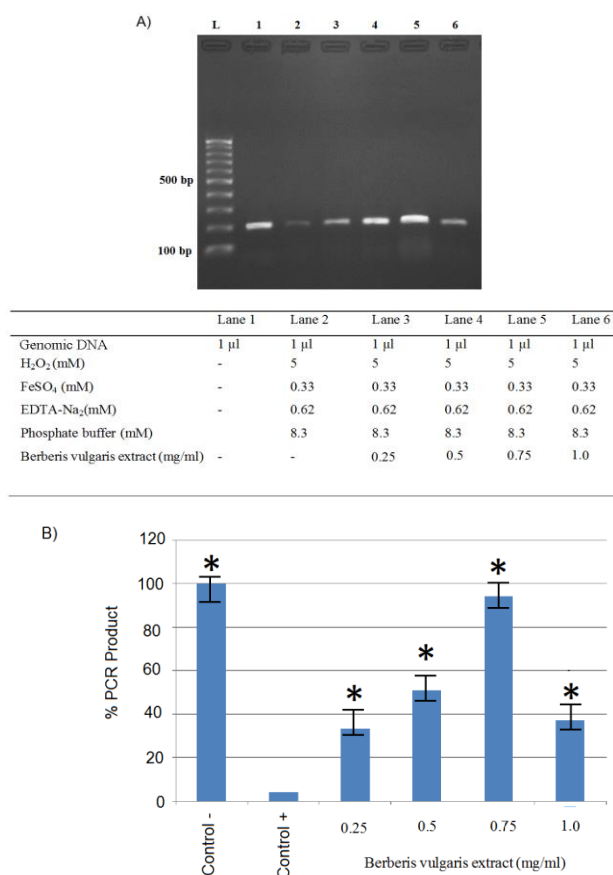 A)
L 1 2 3 4 5 6
500 bp
100 bp
Lane 1 Lane 2 Lane 3 Lane 4 Lane 5 Lane 6
Genomic DNA 1 µl 1 µl 1 µl 1 µl 1 µl 1 µl
H₂O₂ (mM) - 5 5 5 5 5
FeSO₄ (mM) - 0.33 0.33 0.33 0.33 0.33
EDTA-Na₂(mM) - 0.62 0.62 0.62 0.62 0.62
Phosphate buffer (mM) 8.3 8.3 8.3 8.3 8.3
Berberis vulgaris extract (mg/ml) - - 0.25 0.5 0.75 1.0
B)
120
100
80
60
40
20
0
% PCR Product
* * * * *
Control - Control + 0.25 0.5 0.75 1.0
Berberis vulgaris extract (mg/ml)